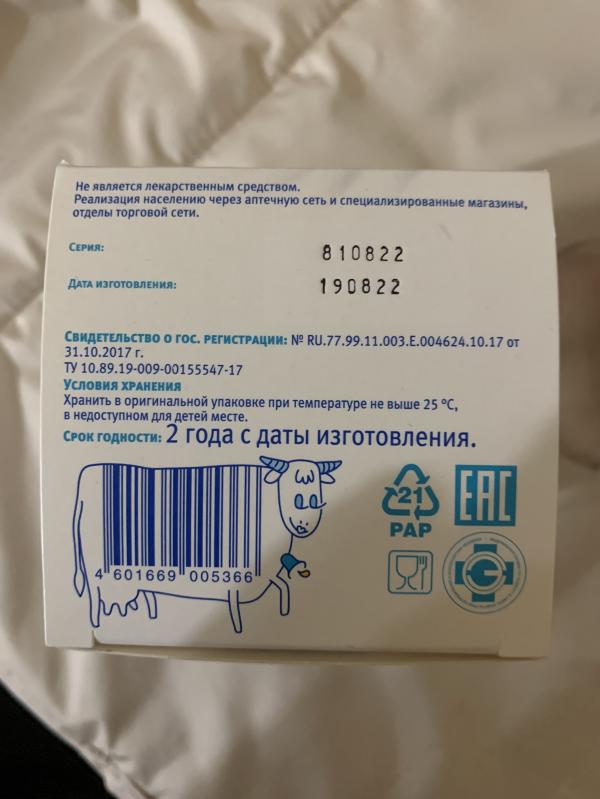 Не является лекарственным средством.
Реализация населению через аптечную сеть и специализированные магазины,
отделы торговой сети.
Серия: 810822
Дата изготовления: 190822
Свидетельство о гос. регистрации: № RU.77.99.11.003.Е.004624.10.17 от
31.10.2017 г.
ТУ 10.89.19-009-00155547-17
Условия хранения
Хранить в оригинальной упаковке при температуре не выше 25 °С,
в недоступном для детей месте.
Срок годности: 2 года с даты изготовления.
4 601669 005366
21
PAP
EAC